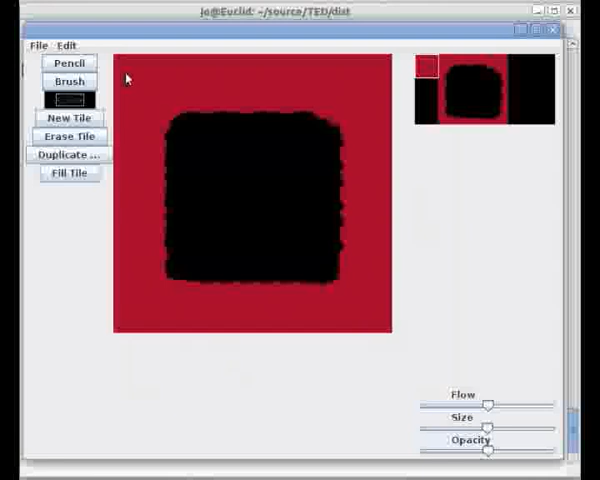 jo@Euclid: ~/source/TED/dist
File Edit
Pencil
Brush
New Tile
Erase Tile
Duplicate ...
Fill Tile
Flow
Size
Opacity